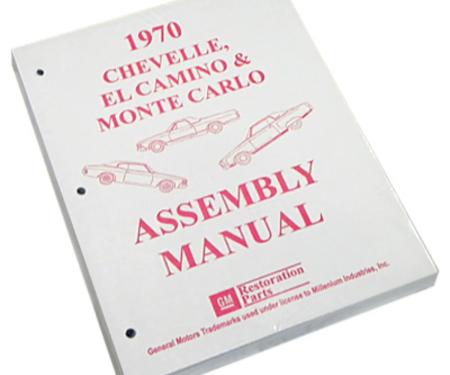 1970
CHEVELLE,
EL CAMINO &
MONTE CARLO
ASSEMBLY
MANUAL
GM
Restoration
Parts
General Motors Trademarks used under license to Millenium Industries, Inc.